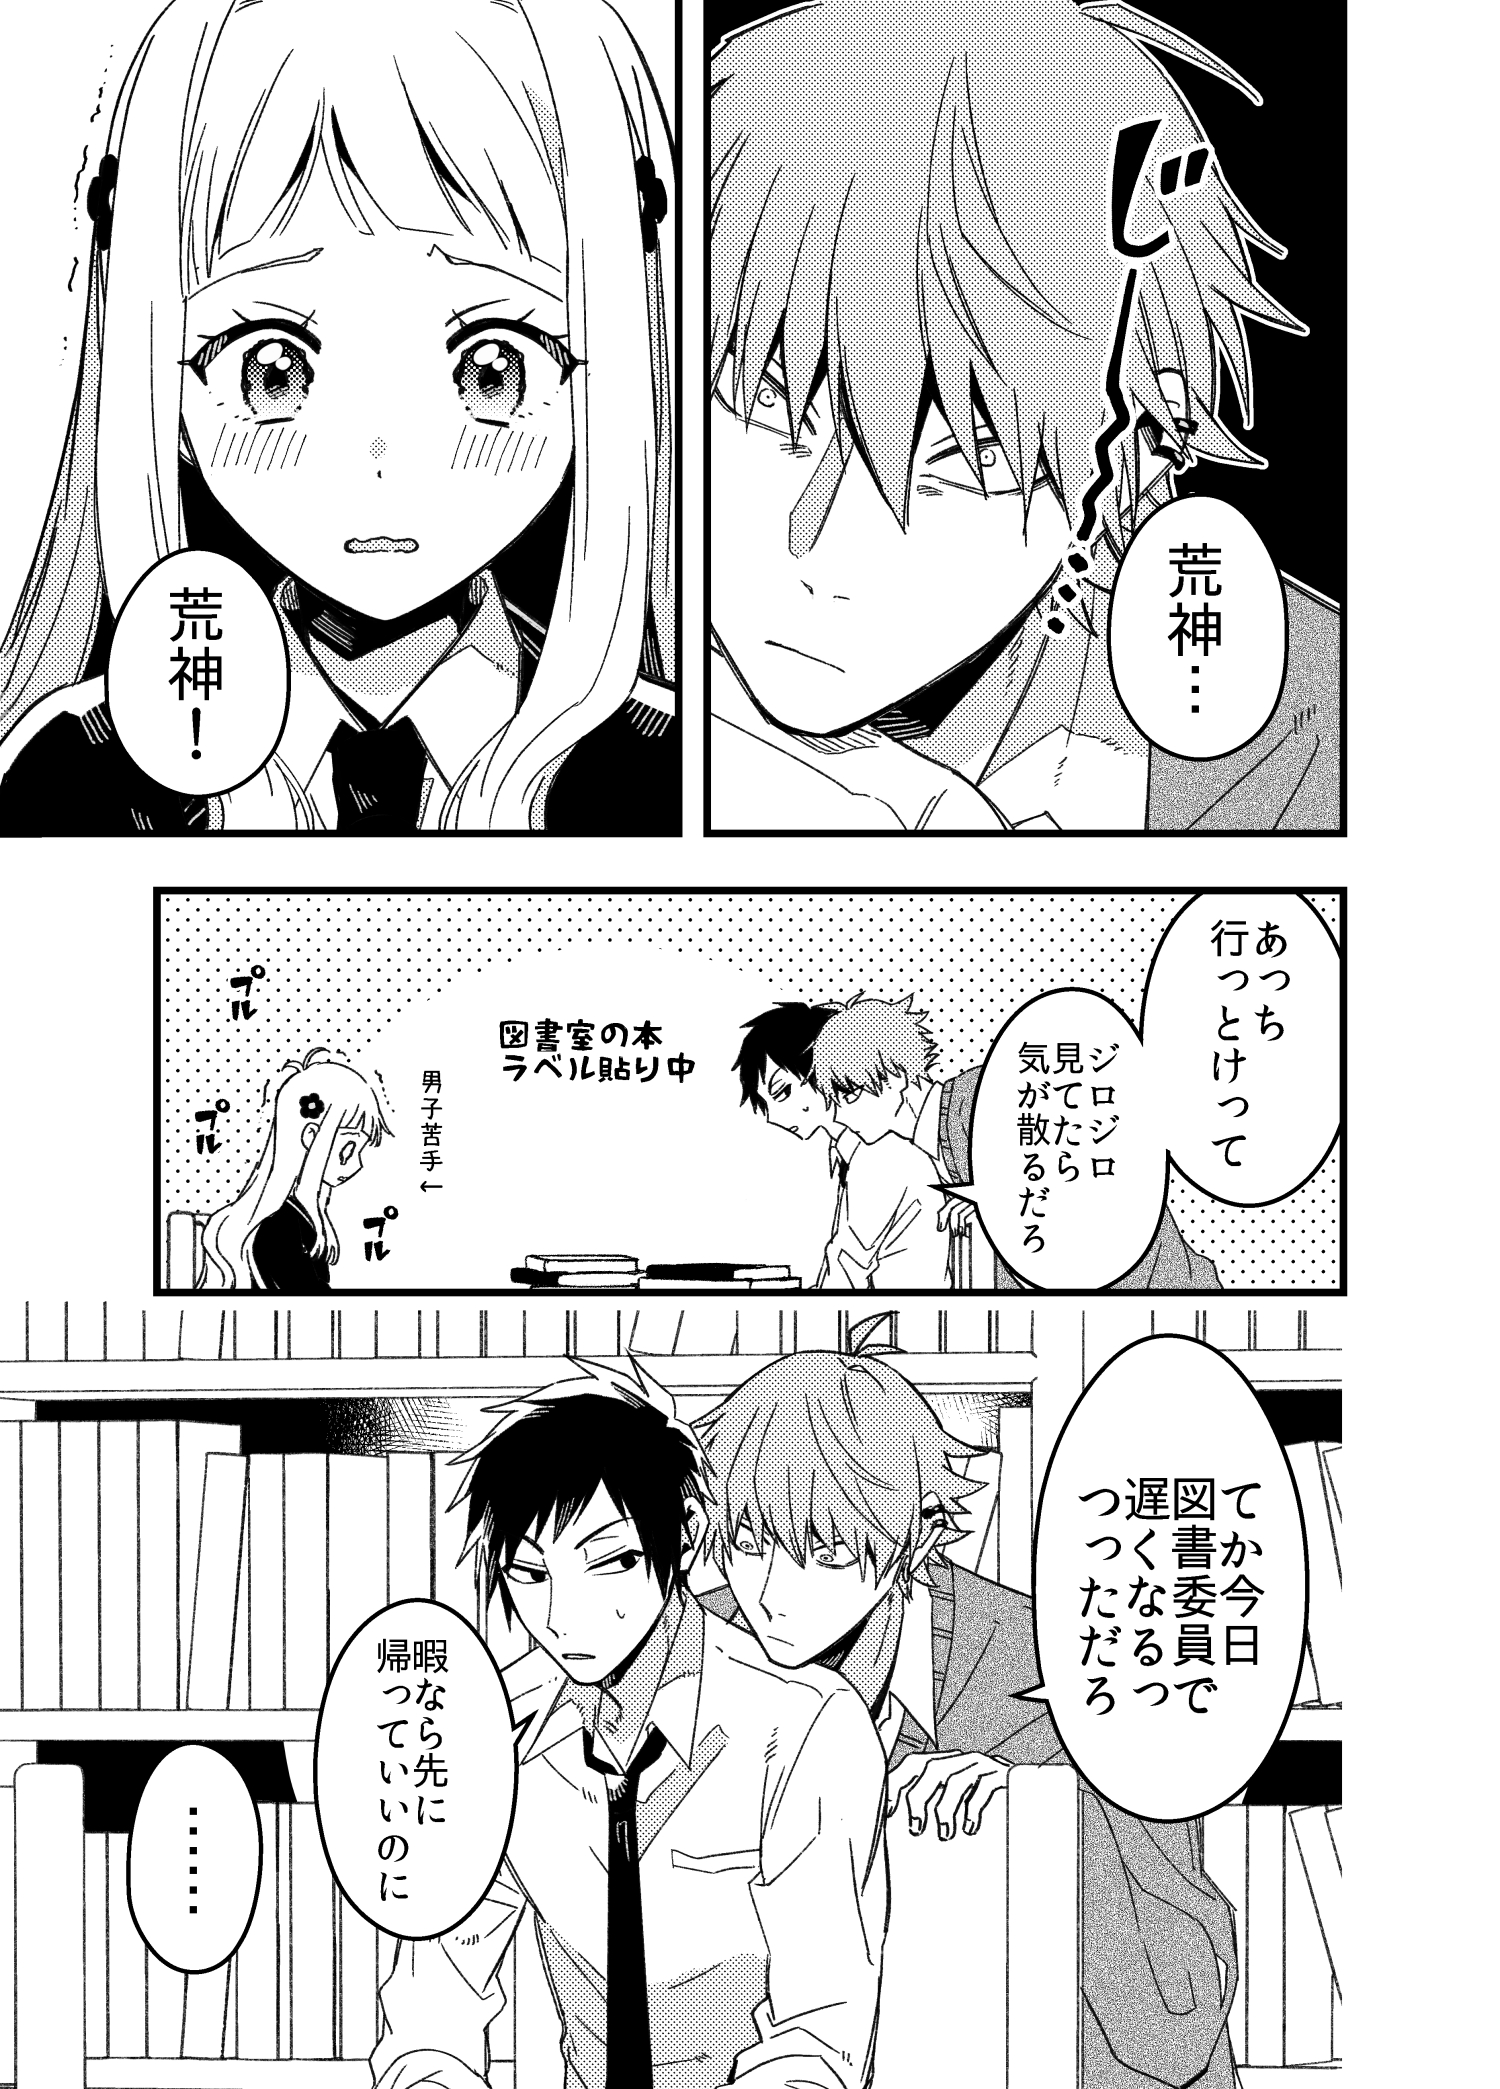 じーーー…
荒神…
荒神！
あっち
行っとけって
ジロジロ
見てたら
気が散るだろ
図書室の本
ラベル貼り中
男子苦手←
プル
プル
プル
てか今日
図書委員で
遅くなるっ
つっただろ
暇なら先に
帰っていいのに
……